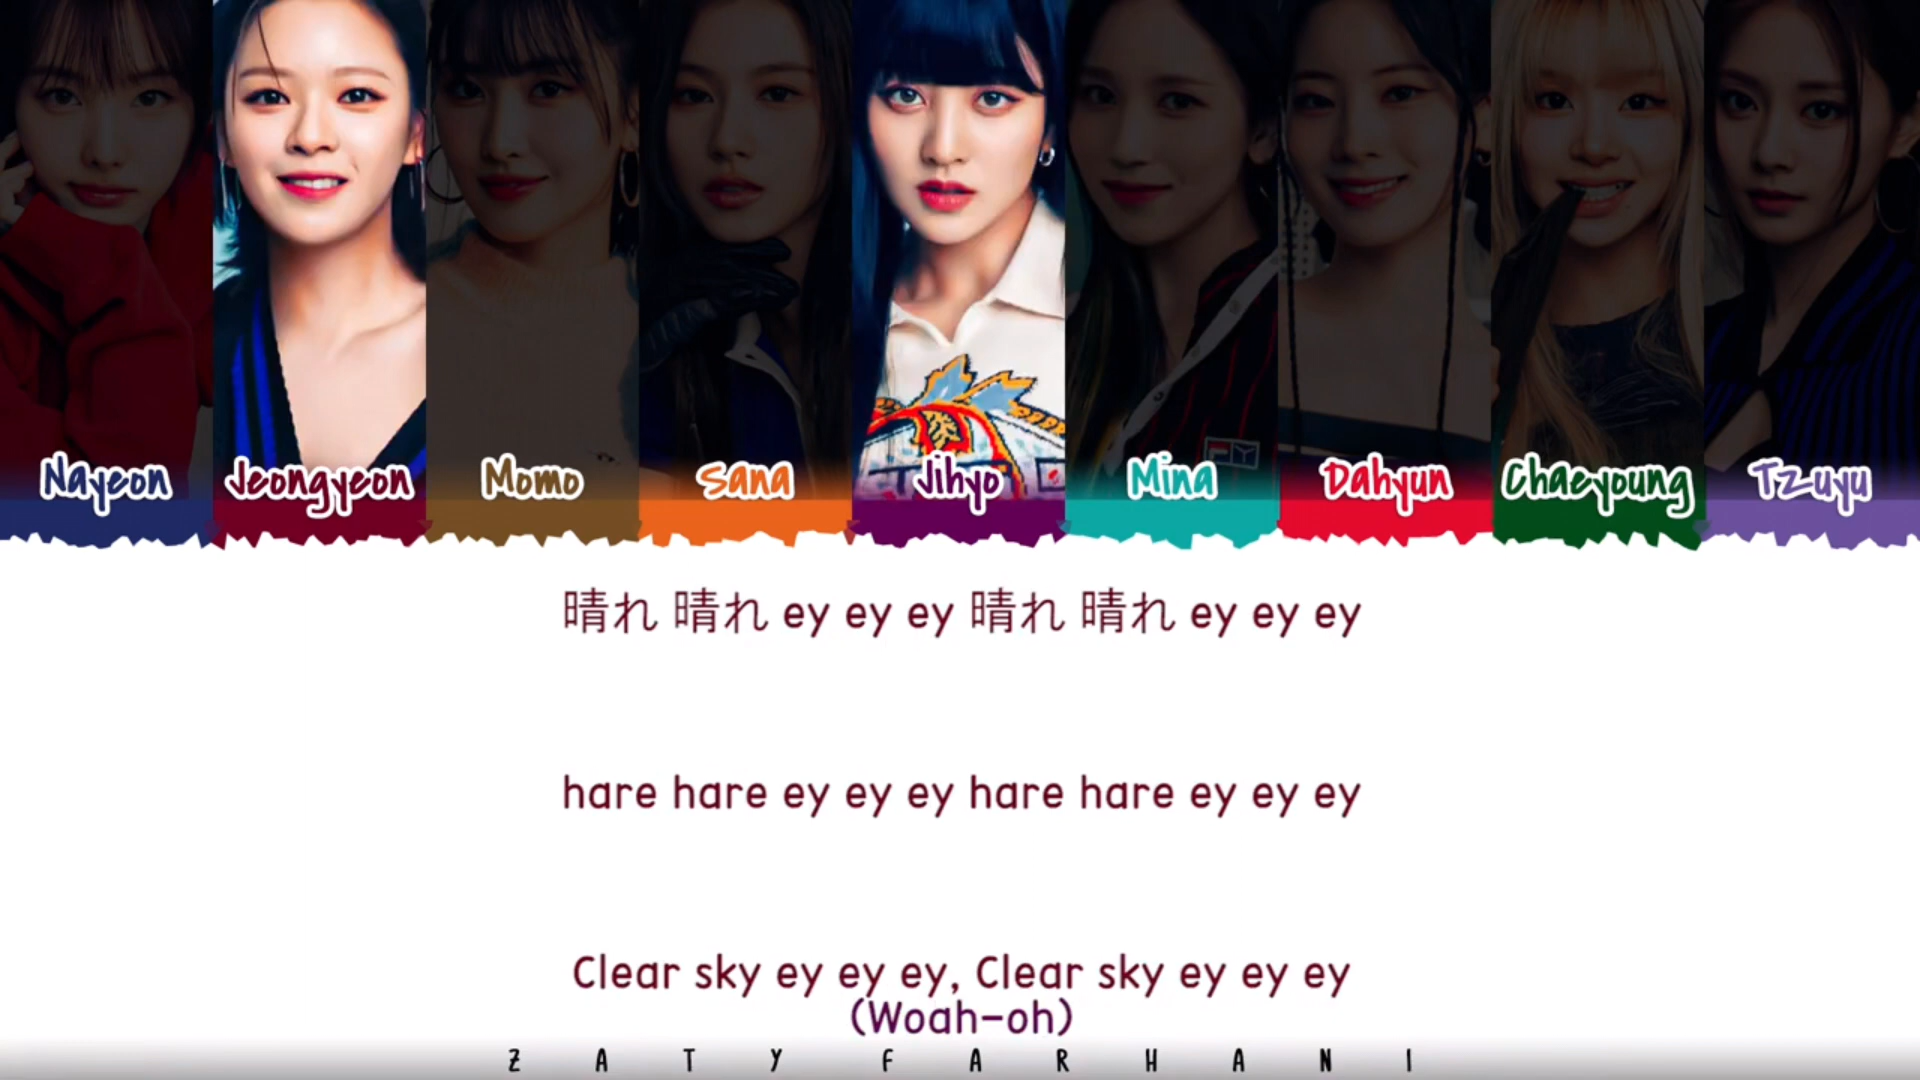 Nayeon Jeongyeon Momo Sana Jihyo Mina Dahyun Chaeyoung Tzuyu
晴れ 晴れ ey ey ey 晴れ 晴れ ey ey ey
hare hare ey ey ey hare hare ey ey ey
Clear sky ey ey ey, Clear sky ey ey ey
(Woah-oh)
ZATY FARHANI